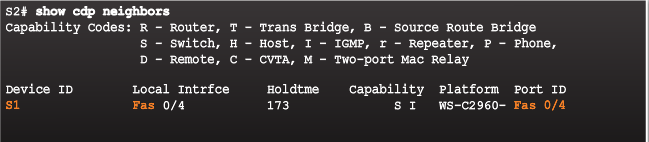 S2# show cdp neighbors
Capability Codes: R - Router, T - Trans Bridge, B - Source Route Bridge
S - Switch, H - Host, I - IGMP, r - Repeater, P - Phone,
D - Remote, C - CVTA, M - Two-port Mac Relay
Device ID Local Intrfce Holdtme Capability Platform Port ID
S1 Fas 0/4 173 S I WS-C2960- Fas 0/4